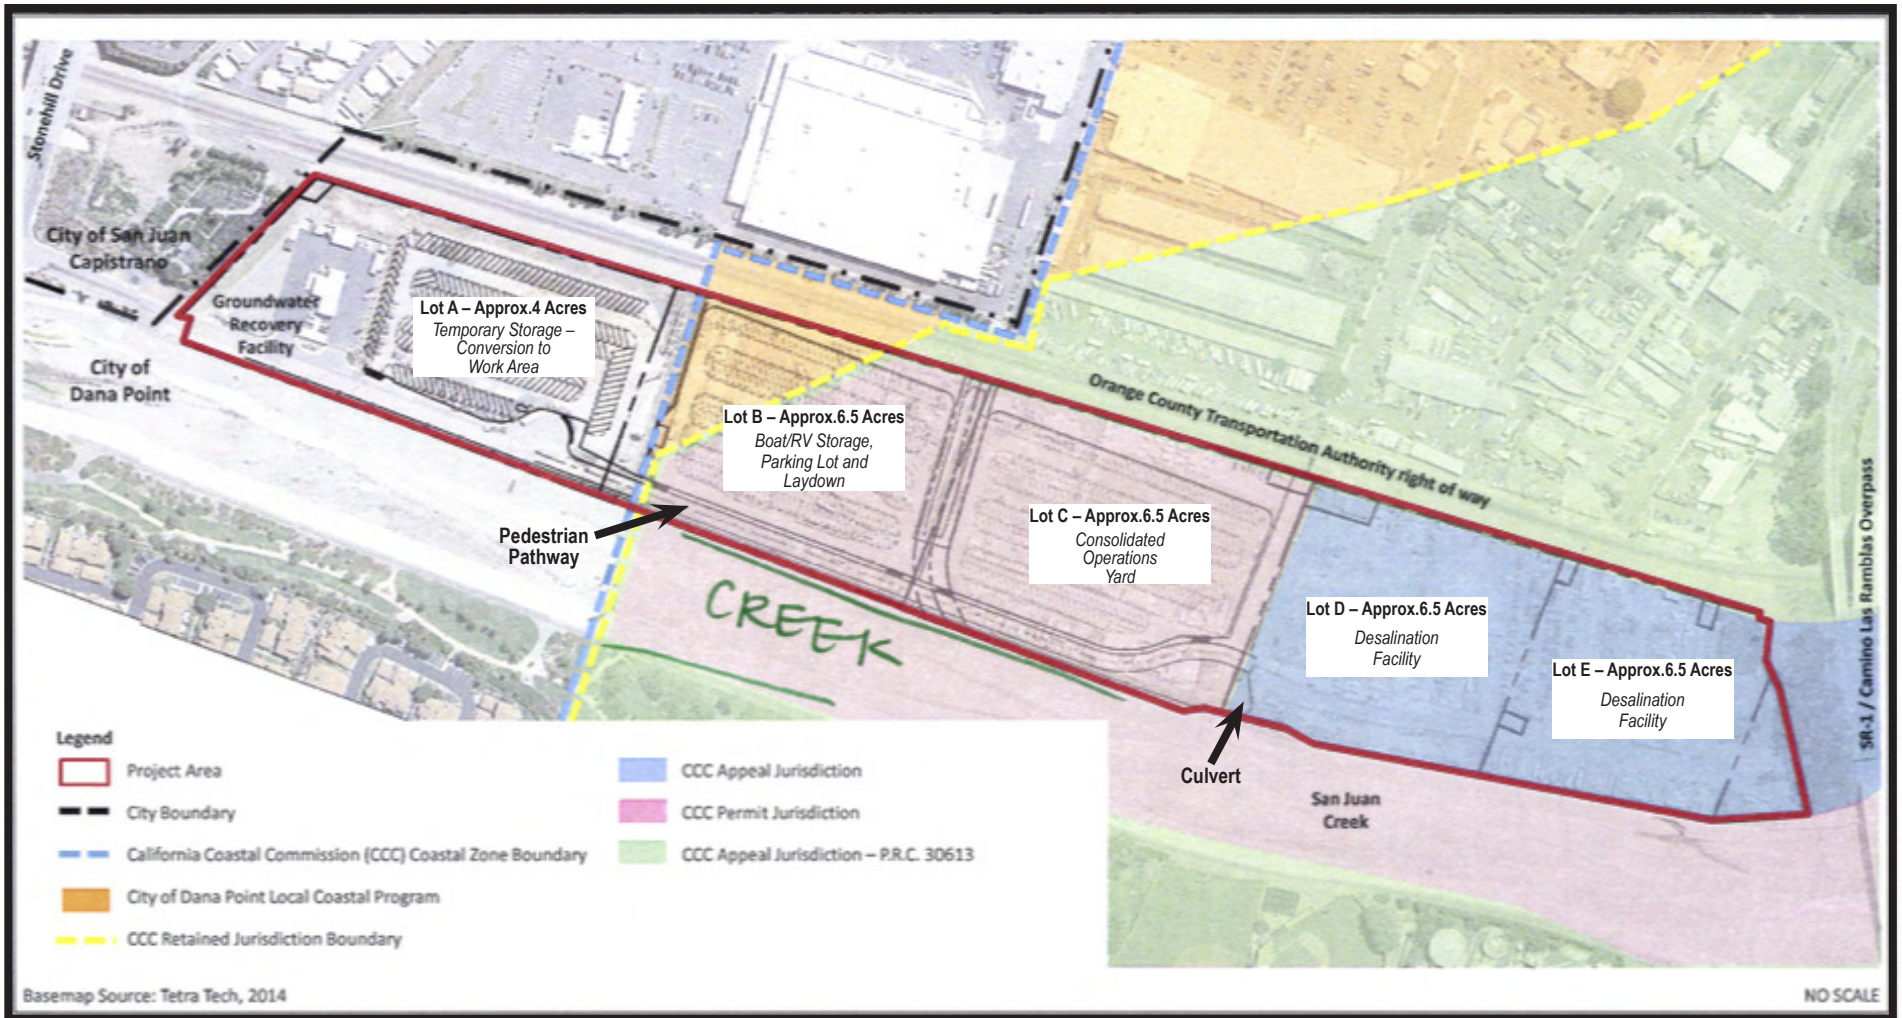 Stonehill Drive
City of San Juan
Capistrano
Groundwater
Recovery
Facility
City of
Dana Point
Lot A – Approx.4 Acres
Temporary Storage –
Conversion to
Work Area
Lot B – Approx.6.5 Acres
Boat/RV Storage,
Parking Lot and
Laydown
Orange County Transportation Authority right of way
Lot C – Approx.6.5 Acres
Consolidated
Operations
Yard
Pedestrian
Pathway
CREEK
Lot D – Approx.6.5 Acres
Desalination
Facility
Lot E – Approx.6.5 Acres
Desalination
Facility
SR-1 / Camino Las Ramblas Overpass
Culvert
San Juan
Creek
Legend
Project Area
City Boundary
California Coastal Commission (CCC) Coastal Zone Boundary
City of Dana Point Local Coastal Program
CCC Retained Jurisdiction Boundary
CCC Appeal Jurisdiction
CCC Permit Jurisdiction
CCC Appeal Jurisdiction – P.R.C. 30613
Basemap Source: Tetra Tech, 2014
NO SCALE